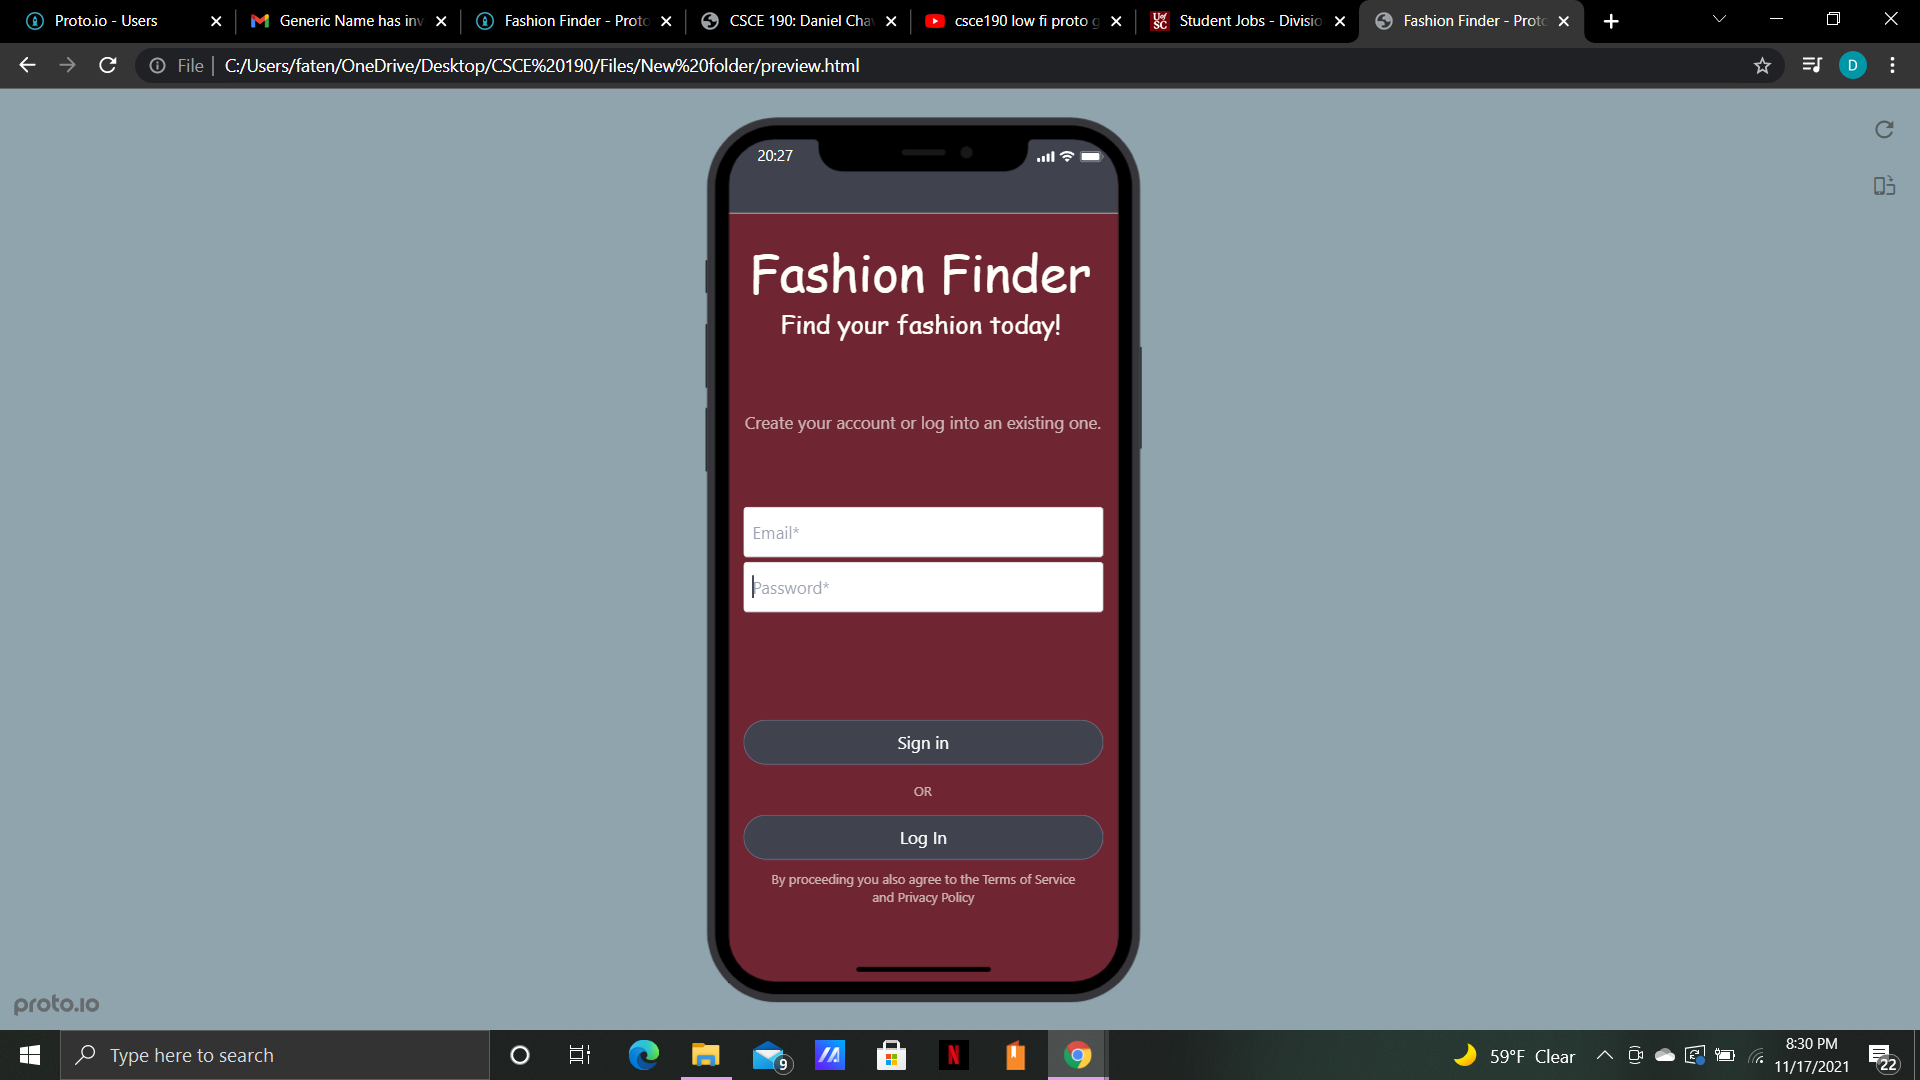 Proto.io - Users
Generic Name has inv
Fashion Finder - Proto
CSCE 190: Daniel Cha
csce190 low fi proto g
UofSC
Student Jobs - Divisio
Fashion Finder - Proto
File
C:/Users/faten/OneDrive/Desktop/CSCE%20190/Files/New%20folder/preview.html
D
20:27
Fashion Finder
Find your fashion today!
Create your account or log into an existing one.
Email*
Password*
Sign in
OR
Log In
By proceeding you also agree to the Terms of Service
and Privacy Policy
proto.io
Type here to search
9
N
59°F Clear
8:30 PM
11/17/2021
22